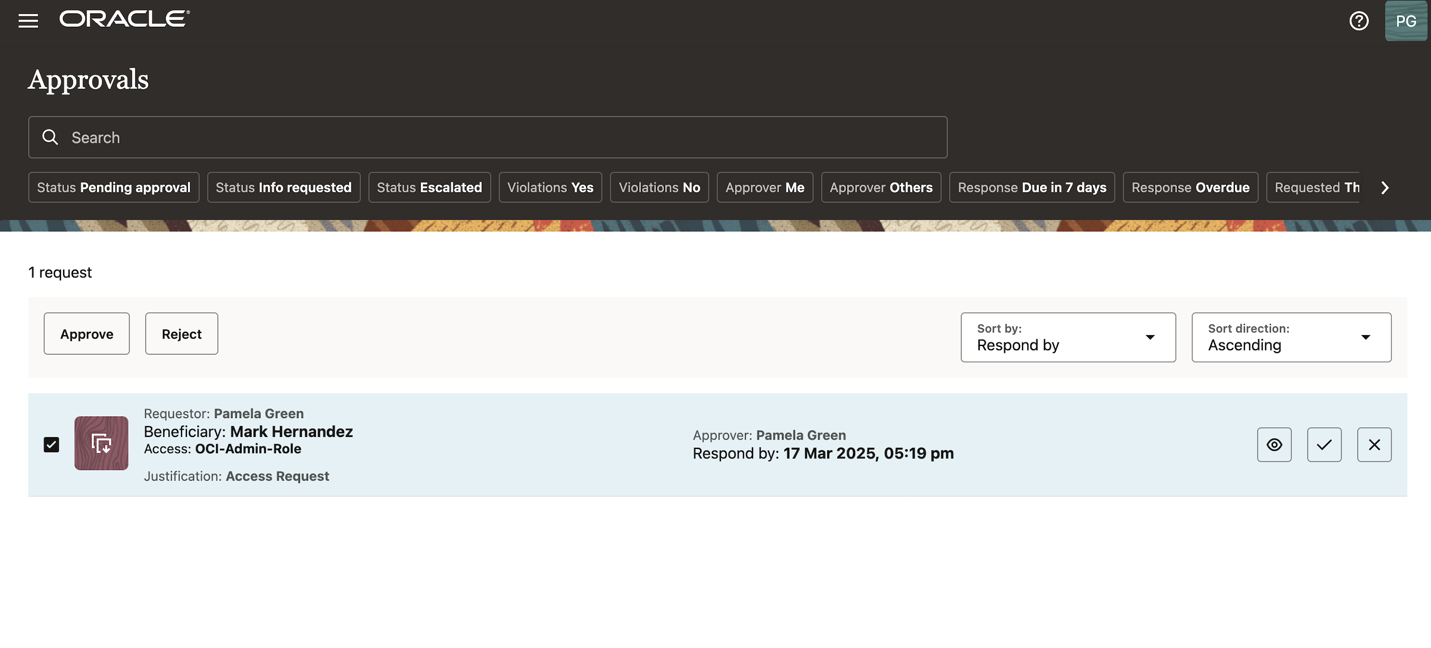 ORACLE
PG
Approvals
Search
Status Pending approval Status Info requested Status Escalated Violations Yes Violations No Approver Me Approver Others Response Due in 7 days Response Overdue Requested Th
1 request
Approve Reject
Sort by:
Respond by
Sort direction:
Ascending
Requestor: Pamela Green
Beneficiary: Mark Hernandez
Access: OCI-Admin-Role
Justification: Access Request
Approver: Pamela Green
Respond by: 17 Mar 2025, 05:19 pm